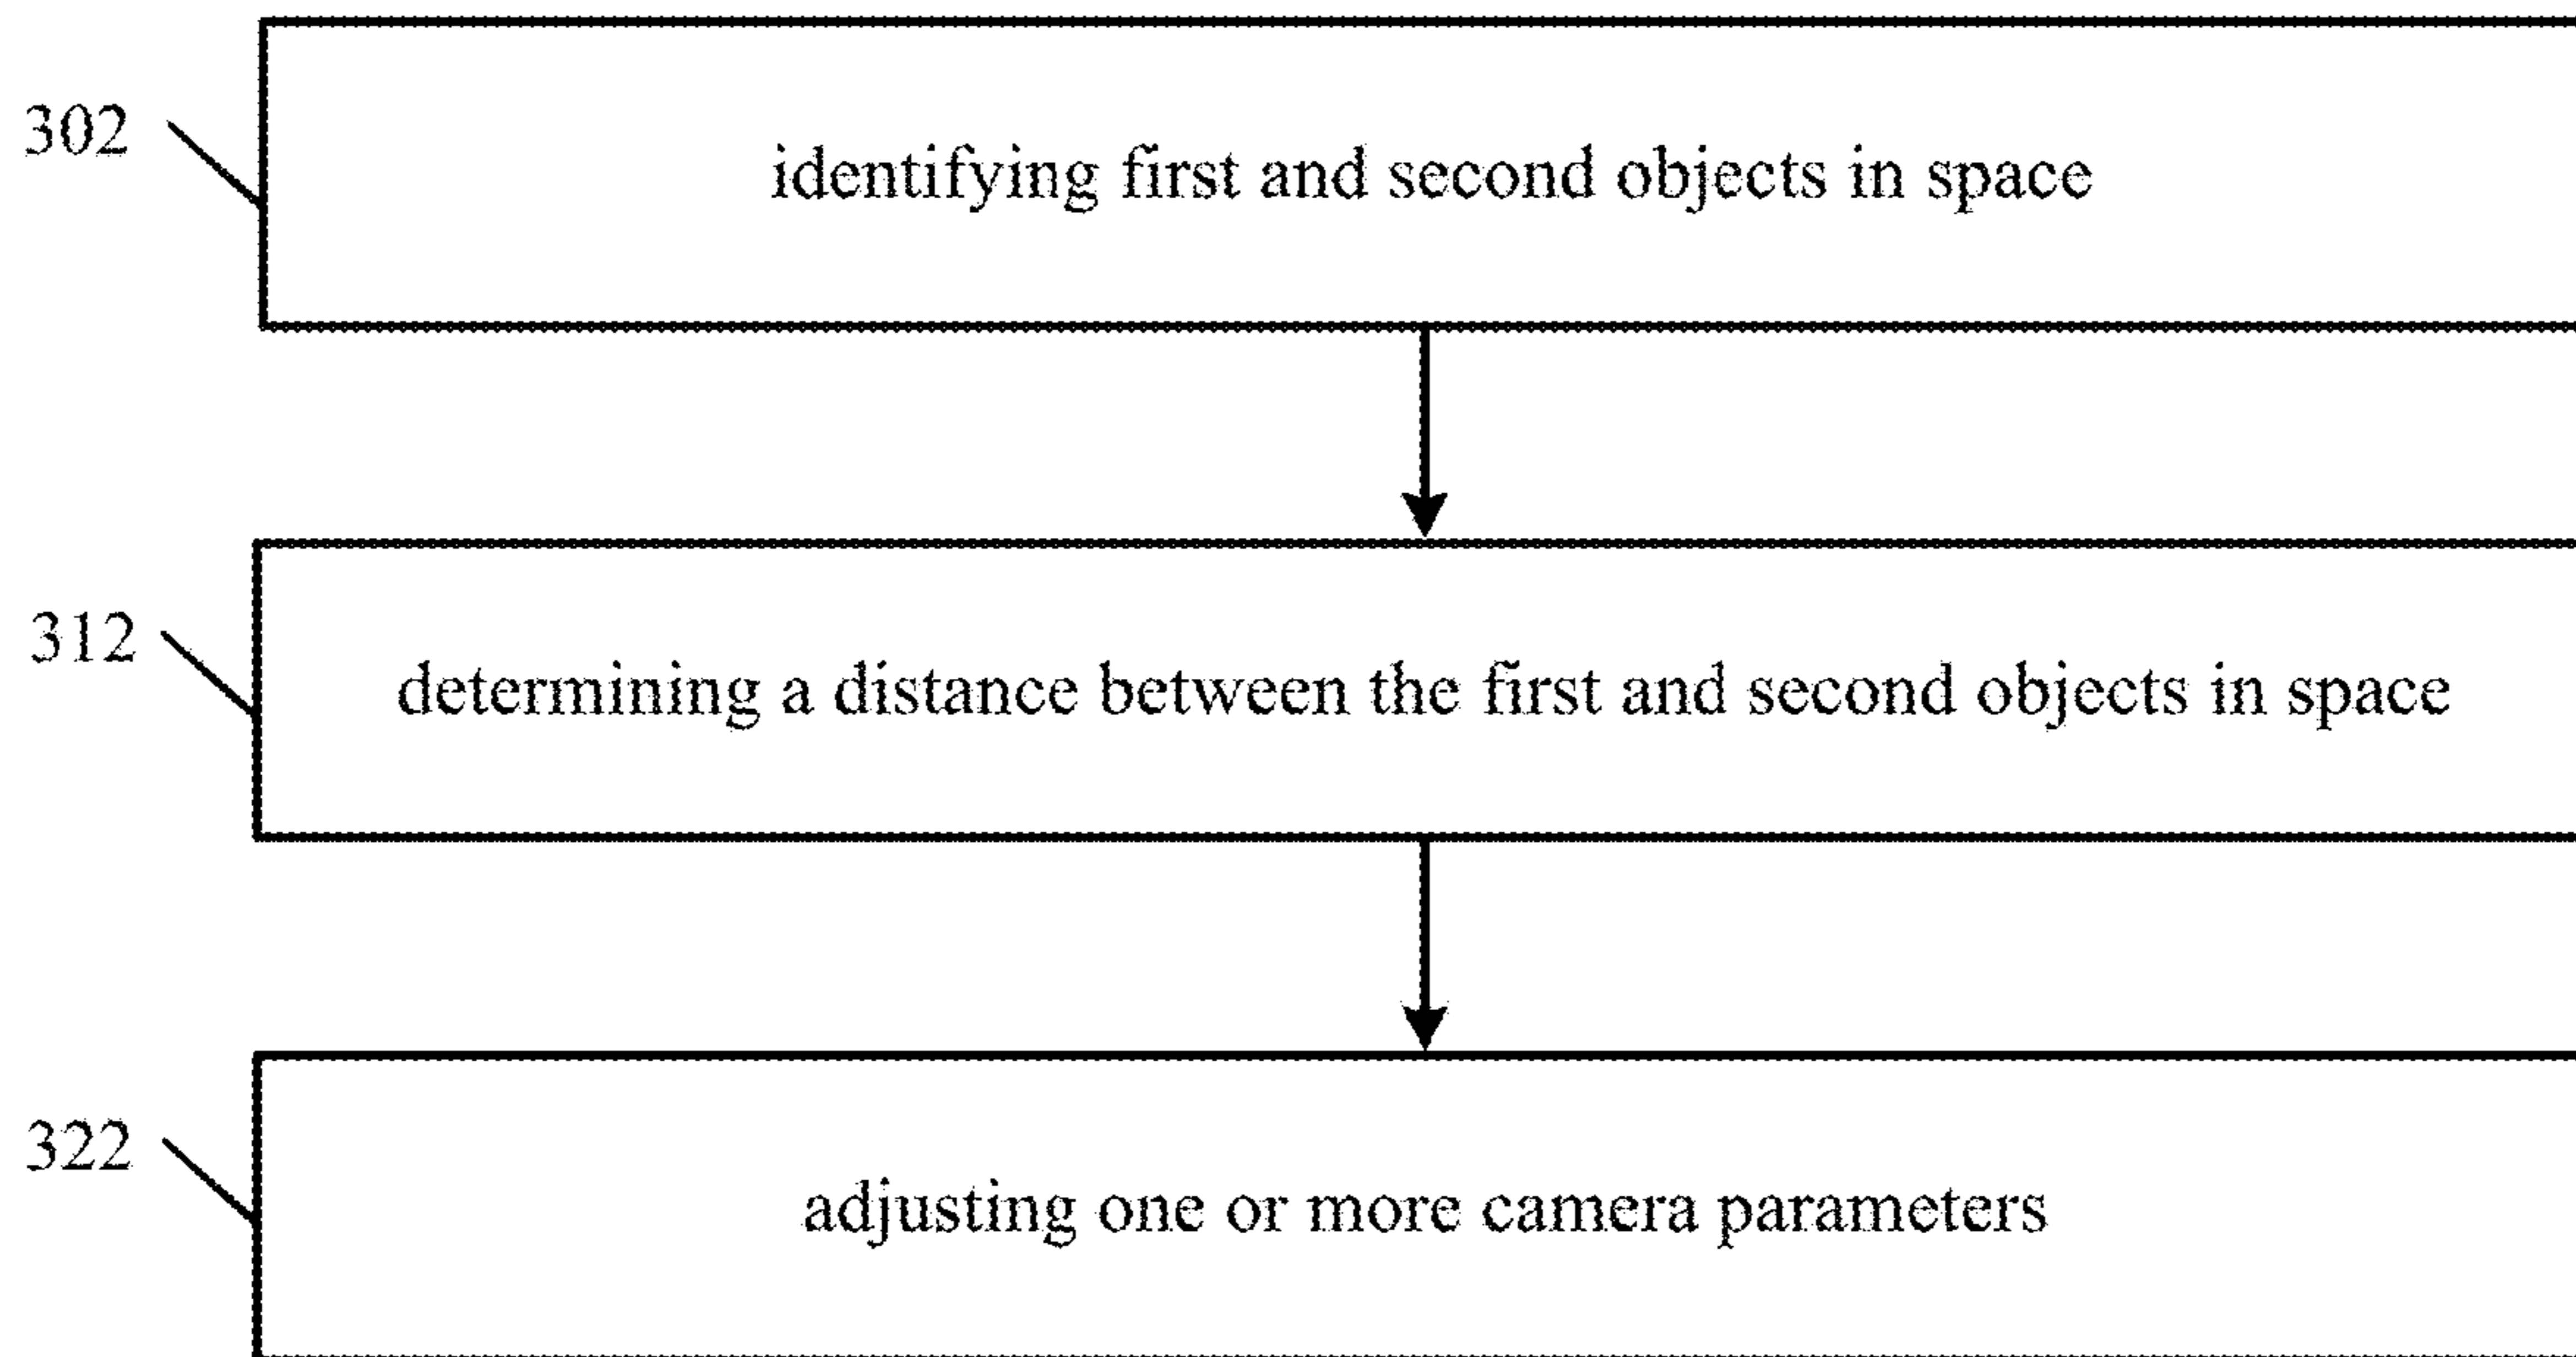 302
identifying first and second objects in space
312
determining a distance between the first and second objects in space
322
adjusting one or more camera parameters